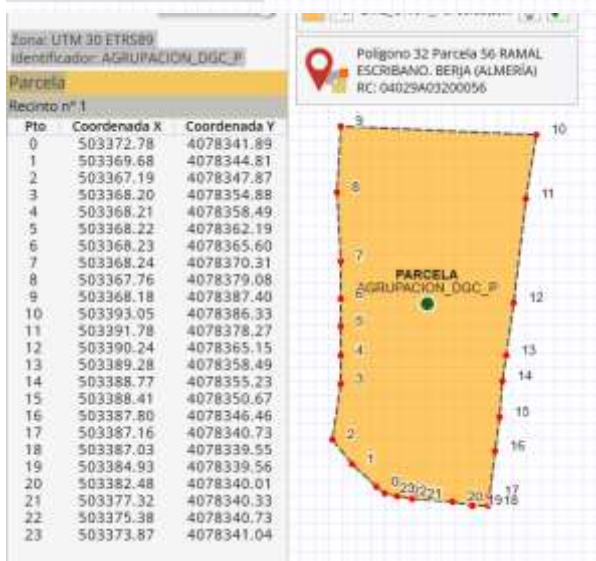 Zona: UTM 30 ETRS89
Identificador: AGRUPACION_DGC_P
Parcela
Recinto nº 1
Pto Coordenada X Coordenada Y
0 503372.78 4078341.89
1 503369.68 4078344.81
2 503367.19 4078347.87
3 503368.20 4078354.88
4 503368.21 4078358.49
5 503368.22 4078362.19
6 503368.23 4078365.60
7 503368.24 4078370.31
8 503367.76 4078379.08
9 503368.18 4078387.40
10 503393.05 4078386.33
11 503391.78 4078378.27
12 503390.24 4078365.15
13 503389.28 4078358.49
14 503388.77 4078355.23
15 503388.41 4078350.67
16 503387.80 4078346.46
17 503387.16 4078340.73
18 503387.03 4078339.55
19 503384.93 4078339.56
20 503382.48 4078340.01
21 503377.32 4078340.33
22 503375.38 4078340.73
23 503373.87 4078341.04
Polígono 32 Parcela 56 RAMAL
ESCRIBANO. BERJA (ALMERÍA)
RC: 04029A03200056
9
10
8
11
7
PARCELA
AGRUPACION_DGC_P
6
12
5
4
13
3
14
15
2
16
1
0
23
22
21
20
19
18
17